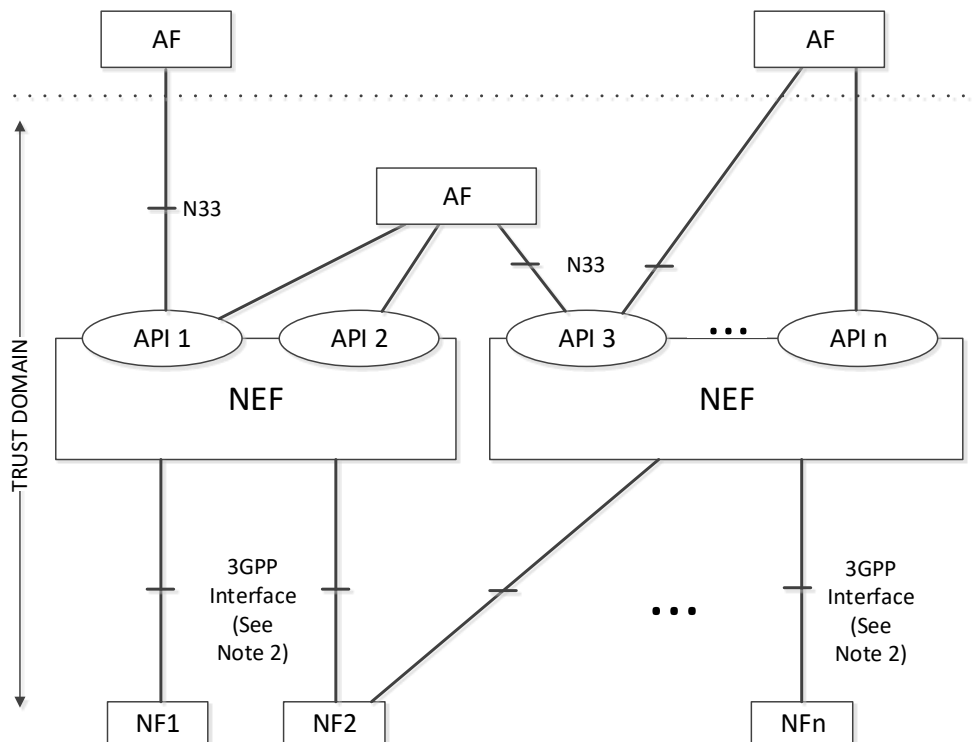 AF
AF
AF
N33
N33
API 1
API 2
API 3
...
API n
NEF
NEF
TRUST DOMAIN
3GPP
Interface
(See
Note 2)
...
3GPP
Interface
(See
Note 2)
NF1
NF2
NFn